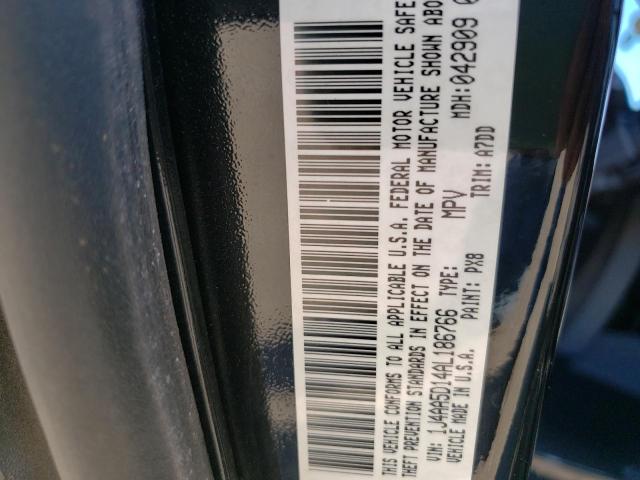 THIS VEHICLE CONFORMS TO ALL APPLICABLE U.S.A. FEDERAL MOTOR VEHICLE SAFE
THEFT PREVENTION STANDARDS IN EFFECT ON THE DATE OF MANUFACTURE SHOWN ABO
VIN: 1J4AA5D14AL186766 TYPE: MPV MDH:042909 0
VEHICLE MADE IN U.S.A. PAINT: PX8 TRIM: A7DD